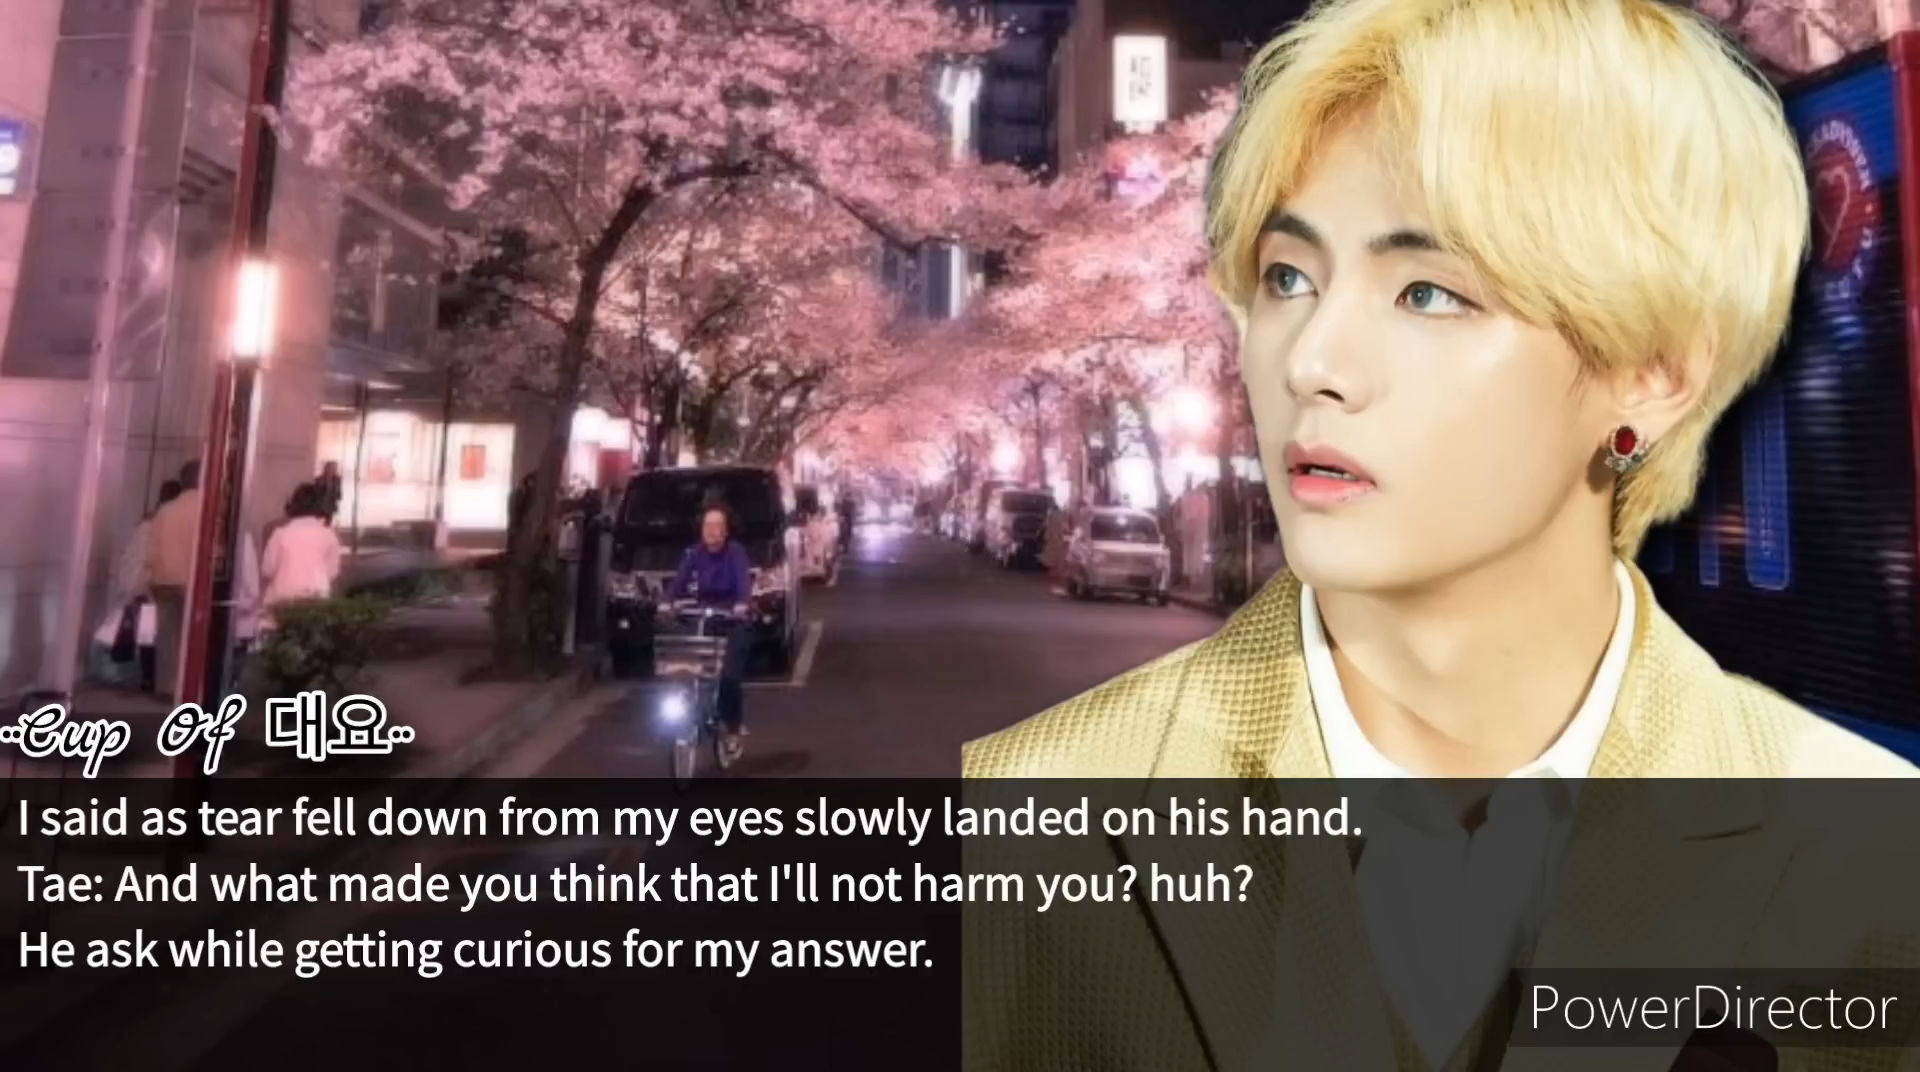 ..Cup Of 대요..
I said as tear fell down from my eyes slowly landed on his hand.
Tae: And what made you think that I'll not harm you? huh?
He ask while getting curious for my answer.
PowerDirector